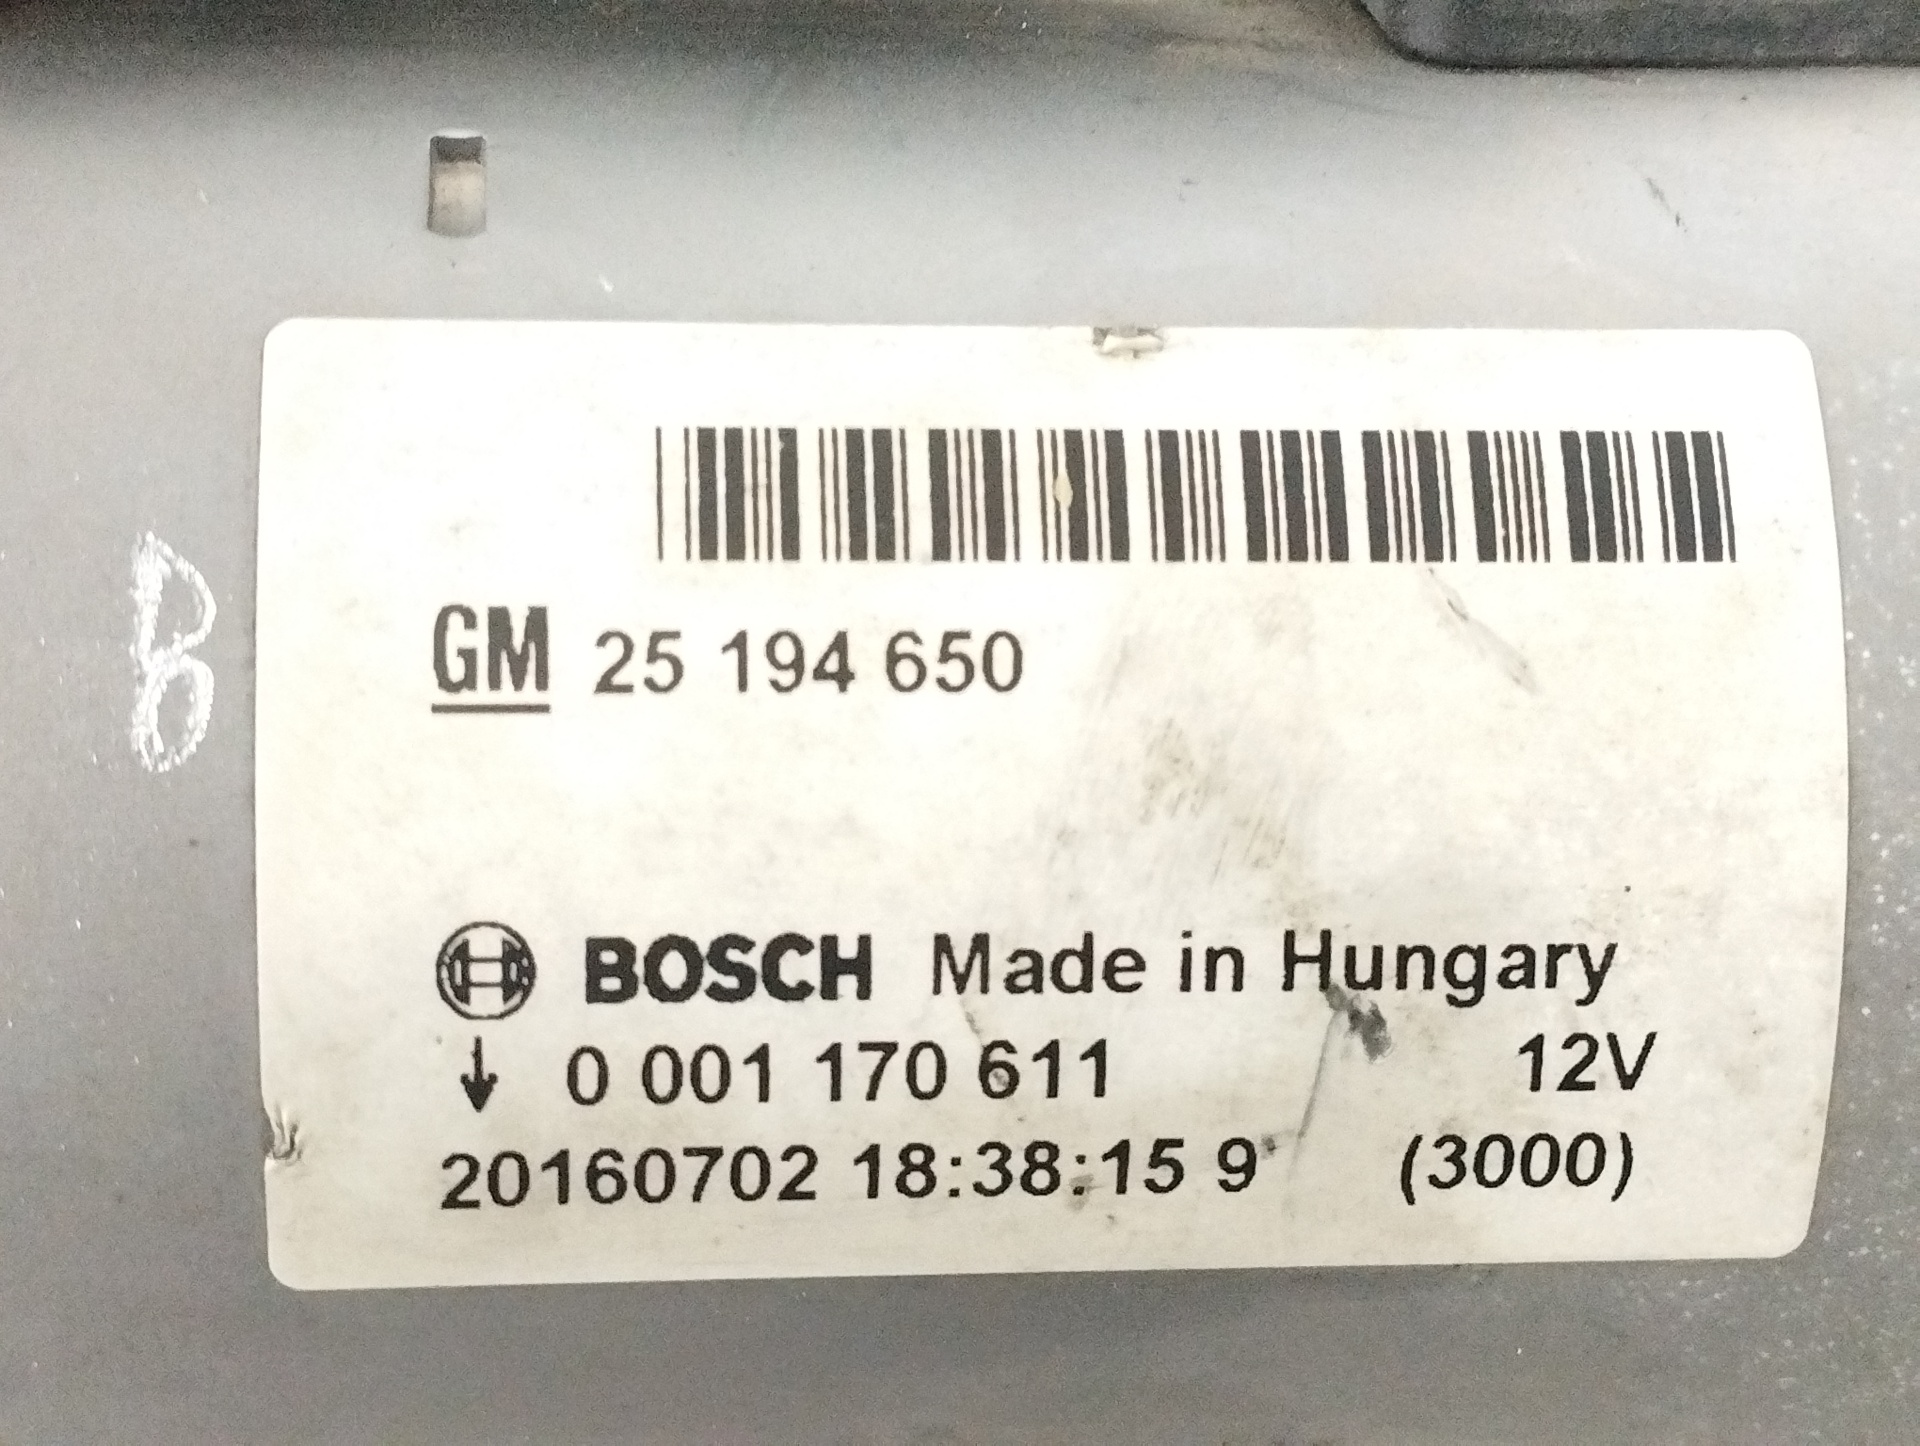 GM 25 194 650
BOSCH Made in Hungary
0 001 170 611 12V
20160702 18:38:15 9 (3000)